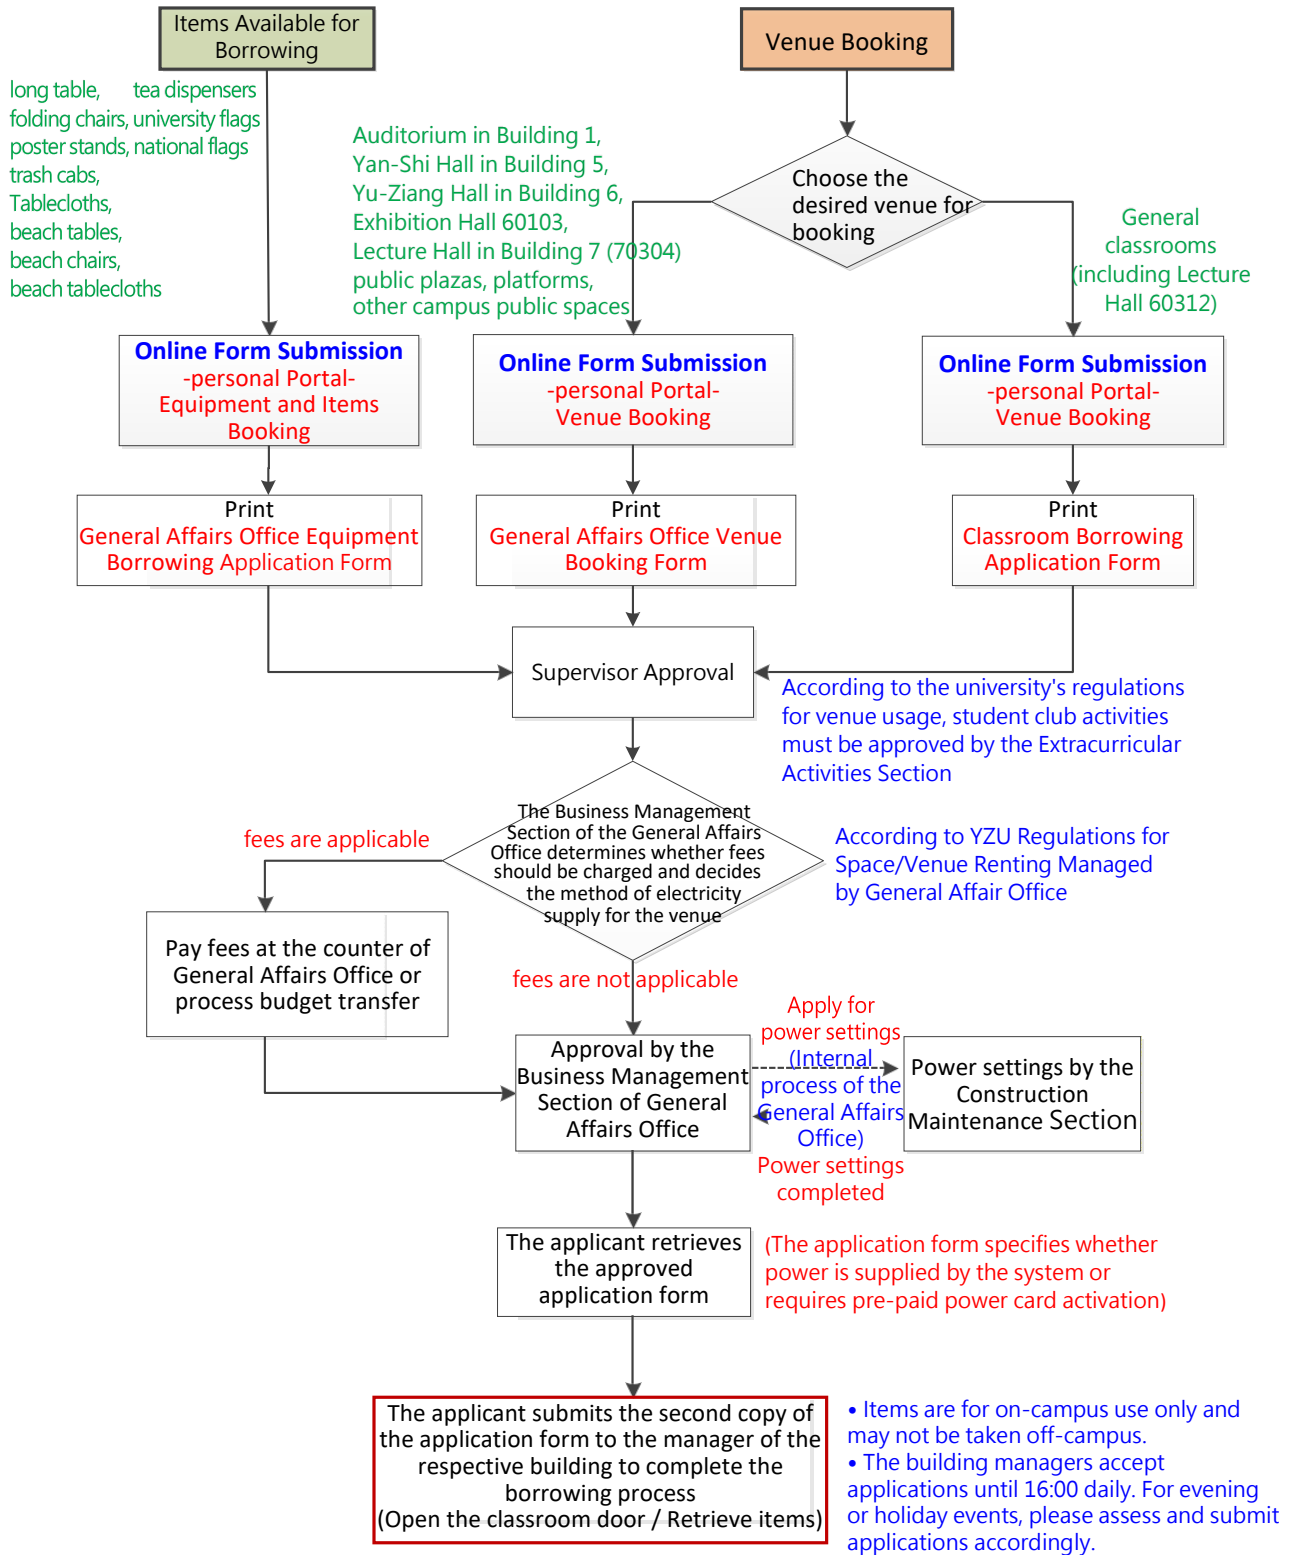 Items Available for
Borrowing
Venue Booking
long table, tea dispensers
folding chairs, university flags
poster stands, national flags
trash cabs,
Tablecloths,
beach tables,
beach chairs,
beach tablecloths
Auditorium in Building 1,
Yan-Shi Hall in Building 5,
Yu-Ziang Hall in Building 6,
Exhibition Hall 60103,
Lecture Hall in Building 7 (70304)
public plazas, platforms,
other campus public spaces
Choose the
desired venue for
booking
General
classrooms
(including Lecture
Hall 60312)
Online Form Submission
-personal Portal-
Equipment and Items
Booking
Online Form Submission
-personal Portal-
Venue Booking
Online Form Submission
-personal Portal-
Venue Booking
Print
General Affairs Office Equipment
Borrowing Application Form
Print
General Affairs Office Venue
Booking Form
Print
Classroom Borrowing
Application Form
Supervisor Approval
According to the university's regulations
for venue usage, student club activities
must be approved by the Extracurricular
Activities Section
The Business Management
Section of the General Affairs
Office determines whether fees
should be charged and decides
the method of electricity
supply for the venue
According to YZU Regulations for
Space/Venue Renting Managed
by General Affair Office
fees are applicable
Pay fees at the counter of
General Affairs Office or
process budget transfer
fees are not applicable
Approval by the
Business Management
Section of General
Affairs Office
Apply for
power settings
(Internal
process of the
General Affairs
Office)
Power settings
completed
Power settings by the
Construction
Maintenance Section
The applicant retrieves
the approved
application form
(The application form specifies whether
power is supplied by the system or
requires pre-paid power card activation)
The applicant submits the second copy of
the application form to the manager of the
respective building to complete the
borrowing process
(Open the classroom door / Retrieve items)
• Items are for on-campus use only and
may not be taken off-campus.
• The building managers accept
applications until 16:00 daily. For evening
or holiday events, please assess and submit
applications accordingly.